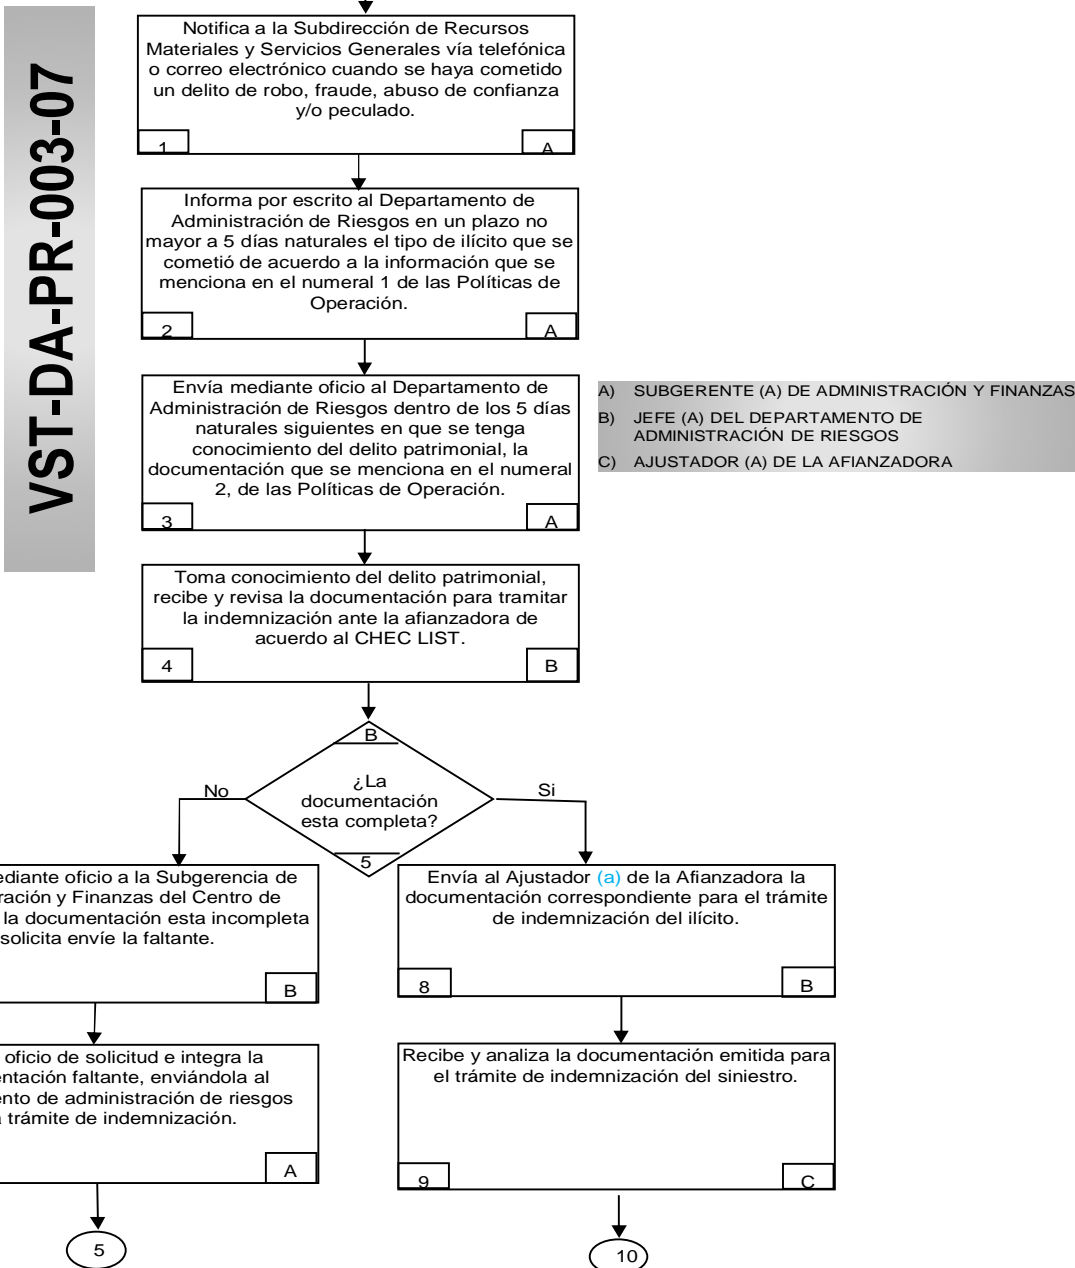 VST-DA-PR-003-07
Notifica a la Subdirección de Recursos
Materiales y Servicios Generales vía telefónica
o correo electrónico cuando se haya cometido
un delito de robo, fraude, abuso de confianza
y/o peculado.
1
A
Informa por escrito al Departamento de
Administración de Riesgos en un plazo no
mayor a 5 días naturales el tipo de ilícito que se
cometió de acuerdo a la información que se
menciona en el numeral 1 de las Políticas de
Operación.
2
A
Envía mediante oficio al Departamento de
Administración de Riesgos dentro de los 5 días
naturales siguientes en que se tenga
conocimiento del delito patrimonial, la
documentación que se menciona en el numeral
2, de las Políticas de Operación.
3
A
A) SUBGERENTE (A) DE ADMINISTRACIÓN Y FINANZAS
B) JEFE (A) DEL DEPARTAMENTO DE
ADMINISTRACIÓN DE RIESGOS
C) AJUSTADOR (A) DE LA AFIANZADORA
Toma conocimiento del delito patrimonial,
recibe y revisa la documentación para tramitar
la indemnización ante la afianzadora de
acuerdo al CHEC LIST.
4
B
B
¿La
documentación
esta completa?
5
No
Si
ediante oficio a la Subgerencia de
ración y Finanzas del Centro de
la documentación esta incompleta
solicita envíe la faltante.
B
Envía al Ajustador (a) de la Afianzadora la
documentación correspondiente para el trámite
de indemnización del ilícito.
8
B
oficio de solicitud e integra la
entación faltante, enviándola al
ento de administración de riesgos
trámite de indemnización.
A
Recibe y analiza la documentación emitida para
el trámite de indemnización del siniestro.
9
C
5
10